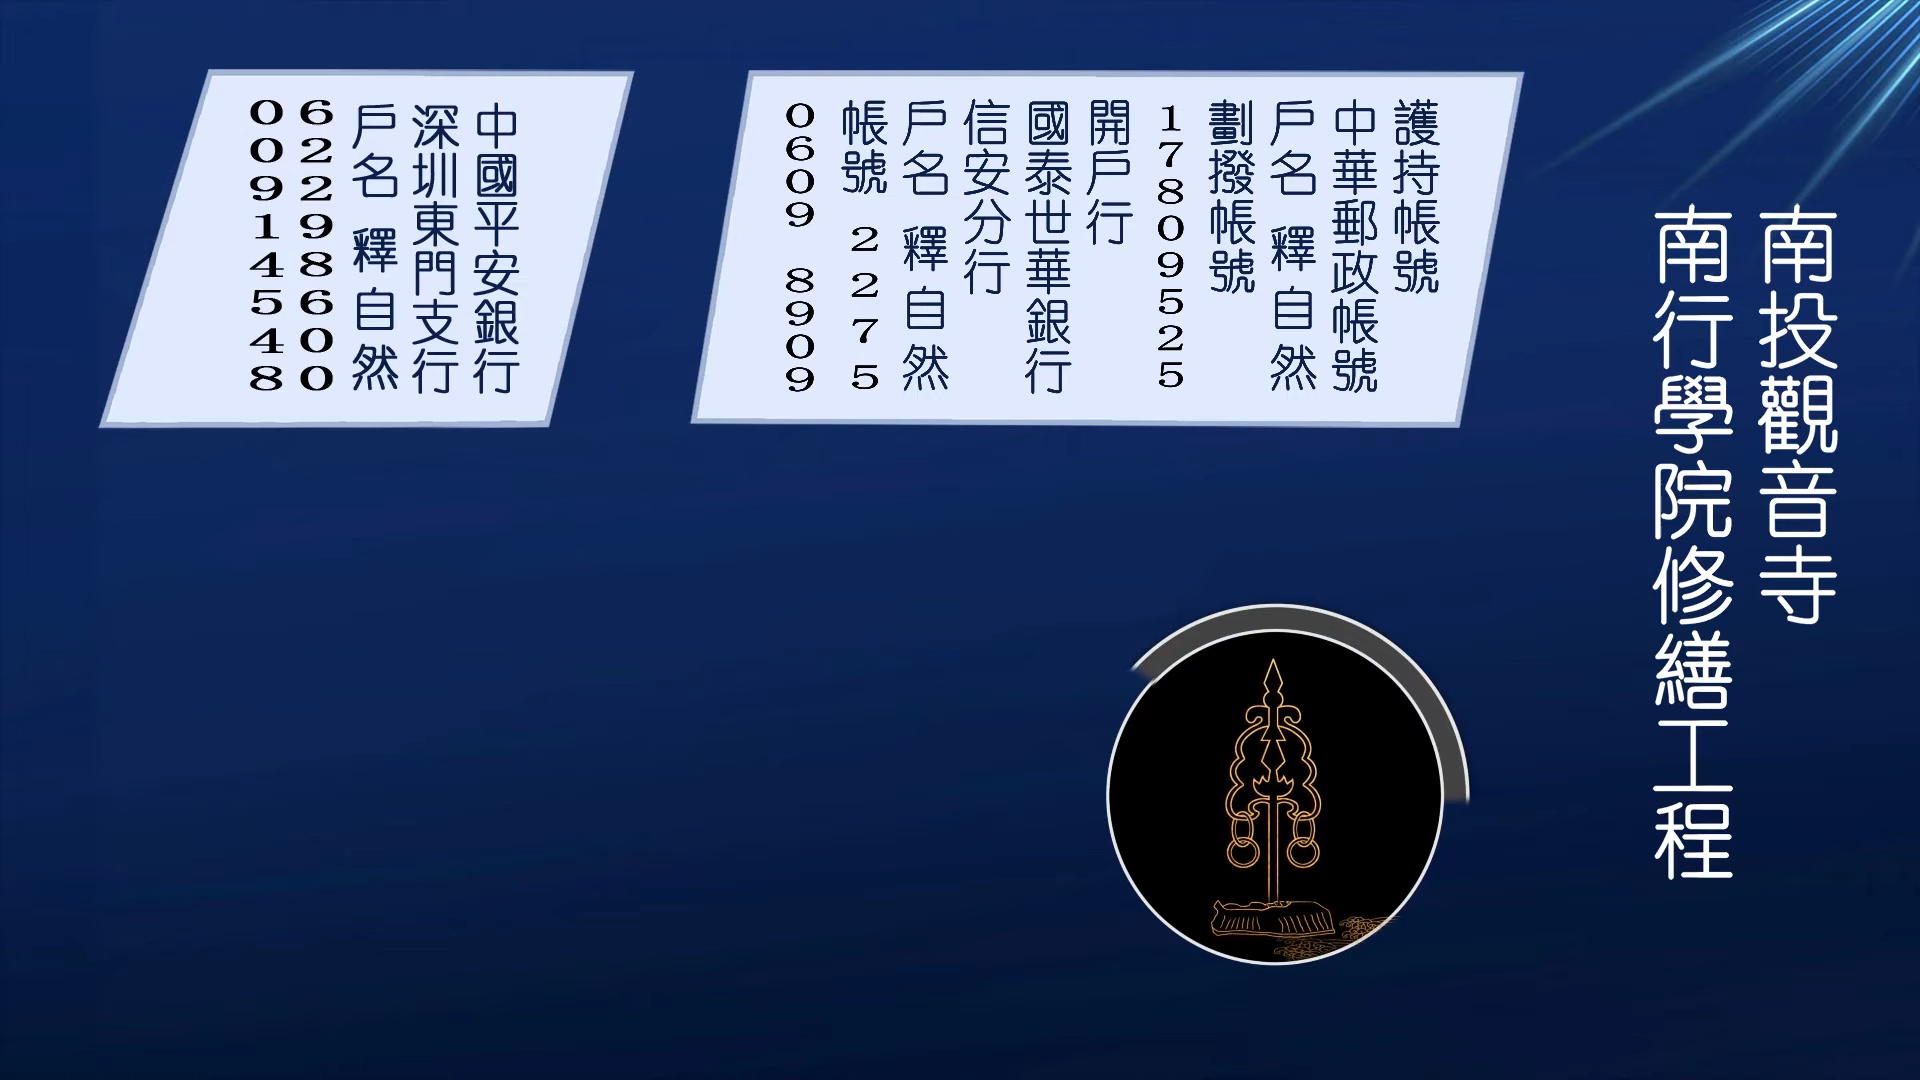 南投觀音寺
南行學院修繕工程
護持帳號
中華郵政帳號
戶名 釋自然
劃撥帳號
17809525
開戶行
國泰世華銀行
信安分行
戶名 釋自然
帳號 2275
0609 8909
中國平安銀行
深圳東門支行
戶名 釋自然
62298600
00914548